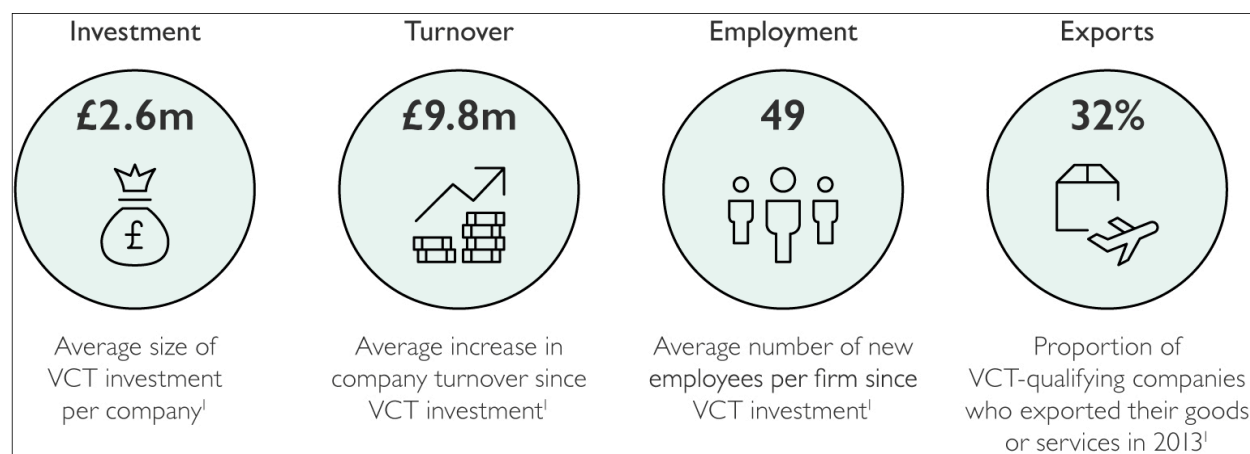 Investment
£2.6m
£
Average size of
VCT investment
per company¹
Turnover
£9.8m
Average increase in
company turnover since
VCT investment¹
Employment
49
Average number of new
employees per firm since
VCT investment¹
Exports
32%
Proportion of
VCT-qualifying companies
who exported their goods
or services in 2013¹